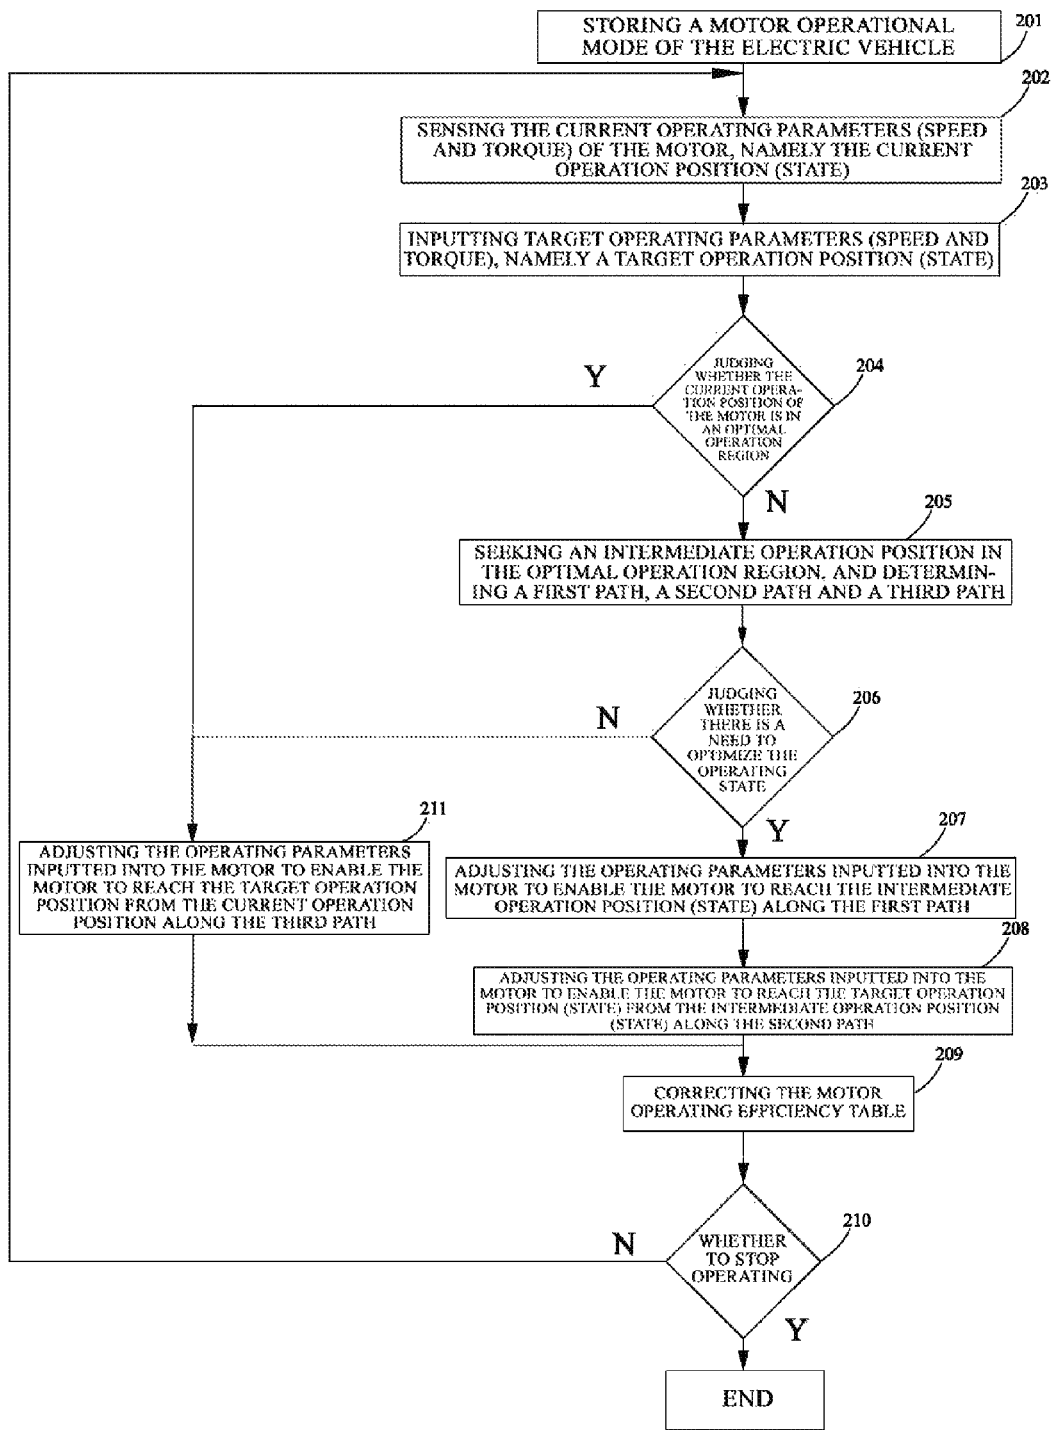 STORING A MOTOR OPERATIONAL
MODE OF THE ELECTRIC VEHICLE
201
202
SENSING THE CURRENT OPERATING PARAMETERS (SPEED
AND TORQUE) OF THE MOTOR, NAMELY THE CURRENT
OPERATION POSITION (STATE)
203
INPUTTING TARGET OPERATING PARAMETERS (SPEED AND
TORQUE), NAMELY A TARGET OPERATION POSITION (STATE)
JUDGING
WHETHER THE
CURRENT OPERA-
TION POSITION OF
THE MOTOR IS IN
AN OPTIMAL
OPERATION
REGION
204
Y
N
205
SEEKING AN INTERMEDIATE OPERATION POSITION IN
THE OPTIMAL OPERATION REGION, AND DETERMIN-
ING A FIRST PATH, A SECOND PATH AND A THIRD PATH
JUDGING
WHETHER
THERE IS A
NEED TO
OPTIMIZE THE
OPERATING
STATE
206
N
Y
211
ADJUSTING THE OPERATING PARAMETERS
INPUTTED INTO THE MOTOR TO ENABLE THE
MOTOR TO REACH THE TARGET OPERATION
POSITION FROM THE CURRENT OPERATION
POSITION ALONG THE THIRD PATH
207
ADJUSTING THE OPERATING PARAMETERS INPUTTED INTO THE
MOTOR TO ENABLE THE MOTOR TO REACH THE INTERMEDIATE
OPERATION POSITION (STATE) ALONG THE FIRST PATH
208
ADJUSTING THE OPERATING PARAMETERS INPUTTED INTO THE
MOTOR TO ENABLE THE MOTOR TO REACH THE TARGET OPERATION
POSITION (STATE) FROM THE INTERMEDIATE OPERATION POSITION
(STATE) ALONG THE SECOND PATH
209
CORRECTING THE MOTOR
OPERATING EFFICIENCY TABLE
WHETHER
TO STOP
OPERATING
210
N
Y
END